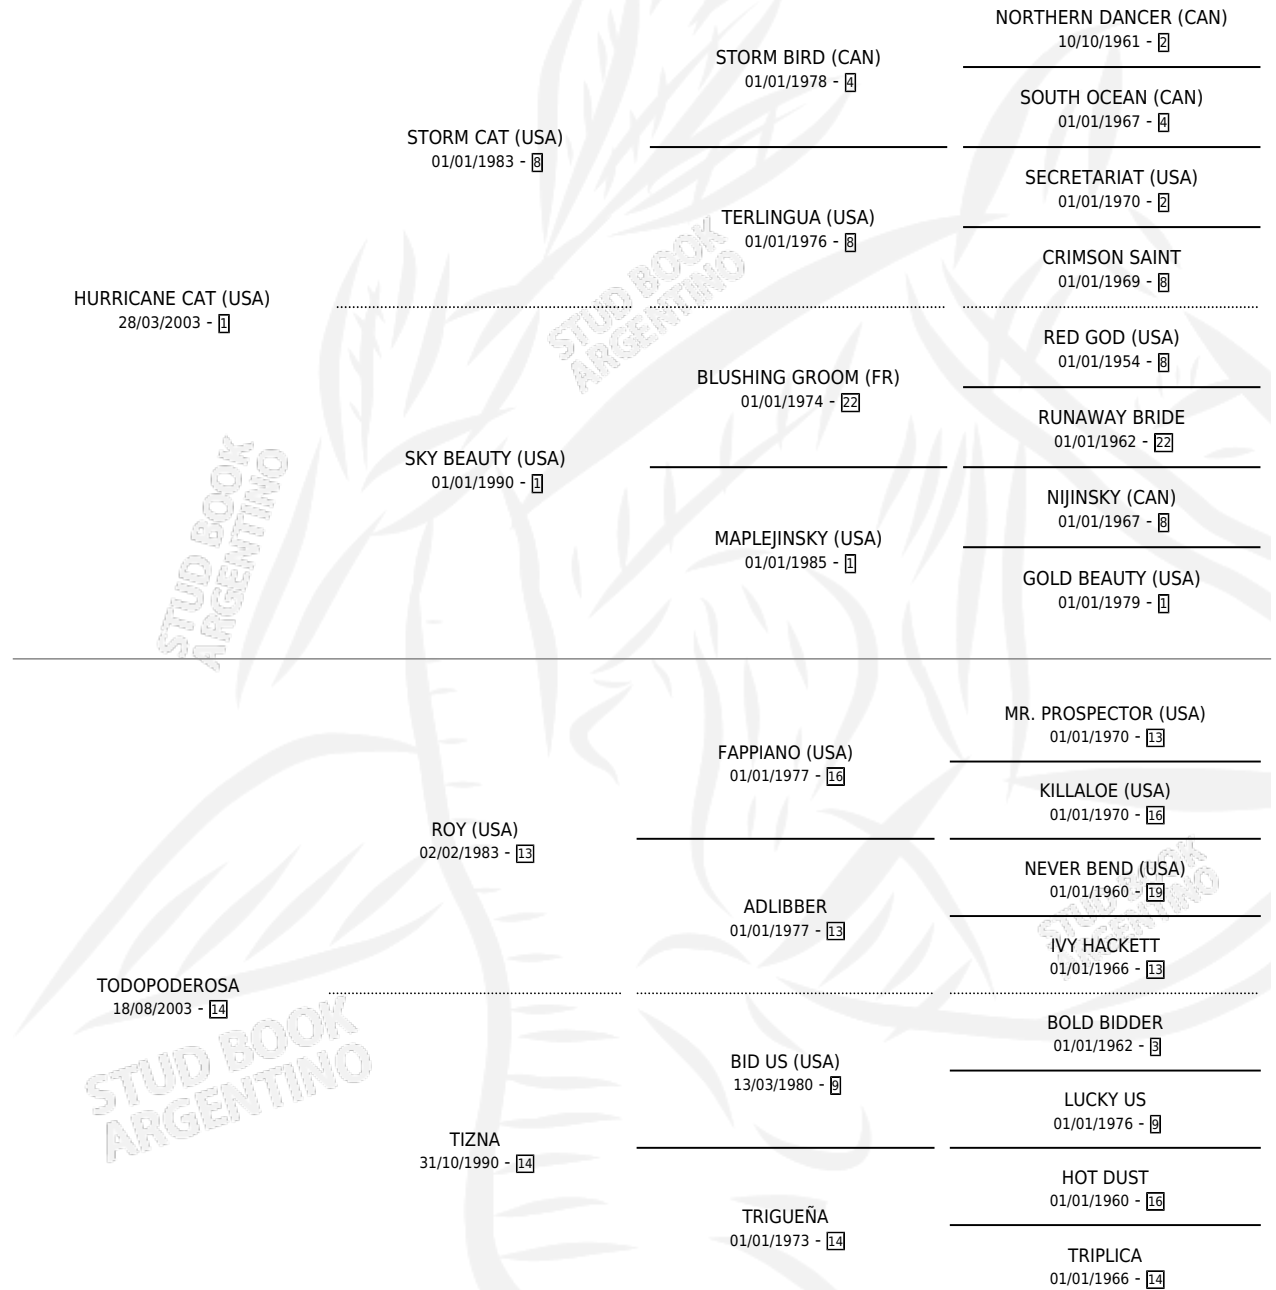 NORTHERN DANCER (CAN)
10/10/1961 - 2
STORM BIRD (CAN)
01/01/1978 - 4
SOUTH OCEAN (CAN)
01/01/1967 - 4
STORM CAT (USA)
01/01/1983 - 8
SECRETARIAT (USA)
01/01/1970 - 2
TERLINGUA (USA)
01/01/1976 - 8
CRIMSON SAINT
01/01/1969 - 8
HURRICANE CAT (USA)
28/03/2003 - 1
STUD BOOK
ARGENTINO
RED GOD (USA)
01/01/1954 - 8
BLUSHING GROOM (FR)
01/01/1974 - 22
RUNAWAY BRIDE
01/01/1962 - 22
SKY BEAUTY (USA)
01/01/1990 - 1
NIJINSKY (CAN)
01/01/1967 - 8
MAPLEJINSKY (USA)
01/01/1985 - 1
GOLD BEAUTY (USA)
01/01/1979 - 1
STUD BOOK
ARGENTINO
MR. PROSPECTOR (USA)
01/01/1970 - 13
FAPPIANO (USA)
01/01/1977 - 16
KILLALOE (USA)
01/01/1970 - 16
ROY (USA)
02/02/1983 - 13
NEVER BEND (USA)
01/01/1960 - 19
ADLIBBER
01/01/1977 - 13
IVY HACKETT
01/01/1966 - 13
STUD BOOK
ARGENTINO
TODOPODEROSA
18/08/2003 - 14
BOLD BIDDER
01/01/1962 - 3
BID US (USA)
13/03/1980 - 9
LUCKY US
01/01/1976 - 9
STUD BOOK
ARGENTINO
TIZNA
31/10/1990 - 14
HOT DUST
01/01/1960 - 16
TRIGUEÑA
01/01/1973 - 14
TRIPLICA
01/01/1966 - 14